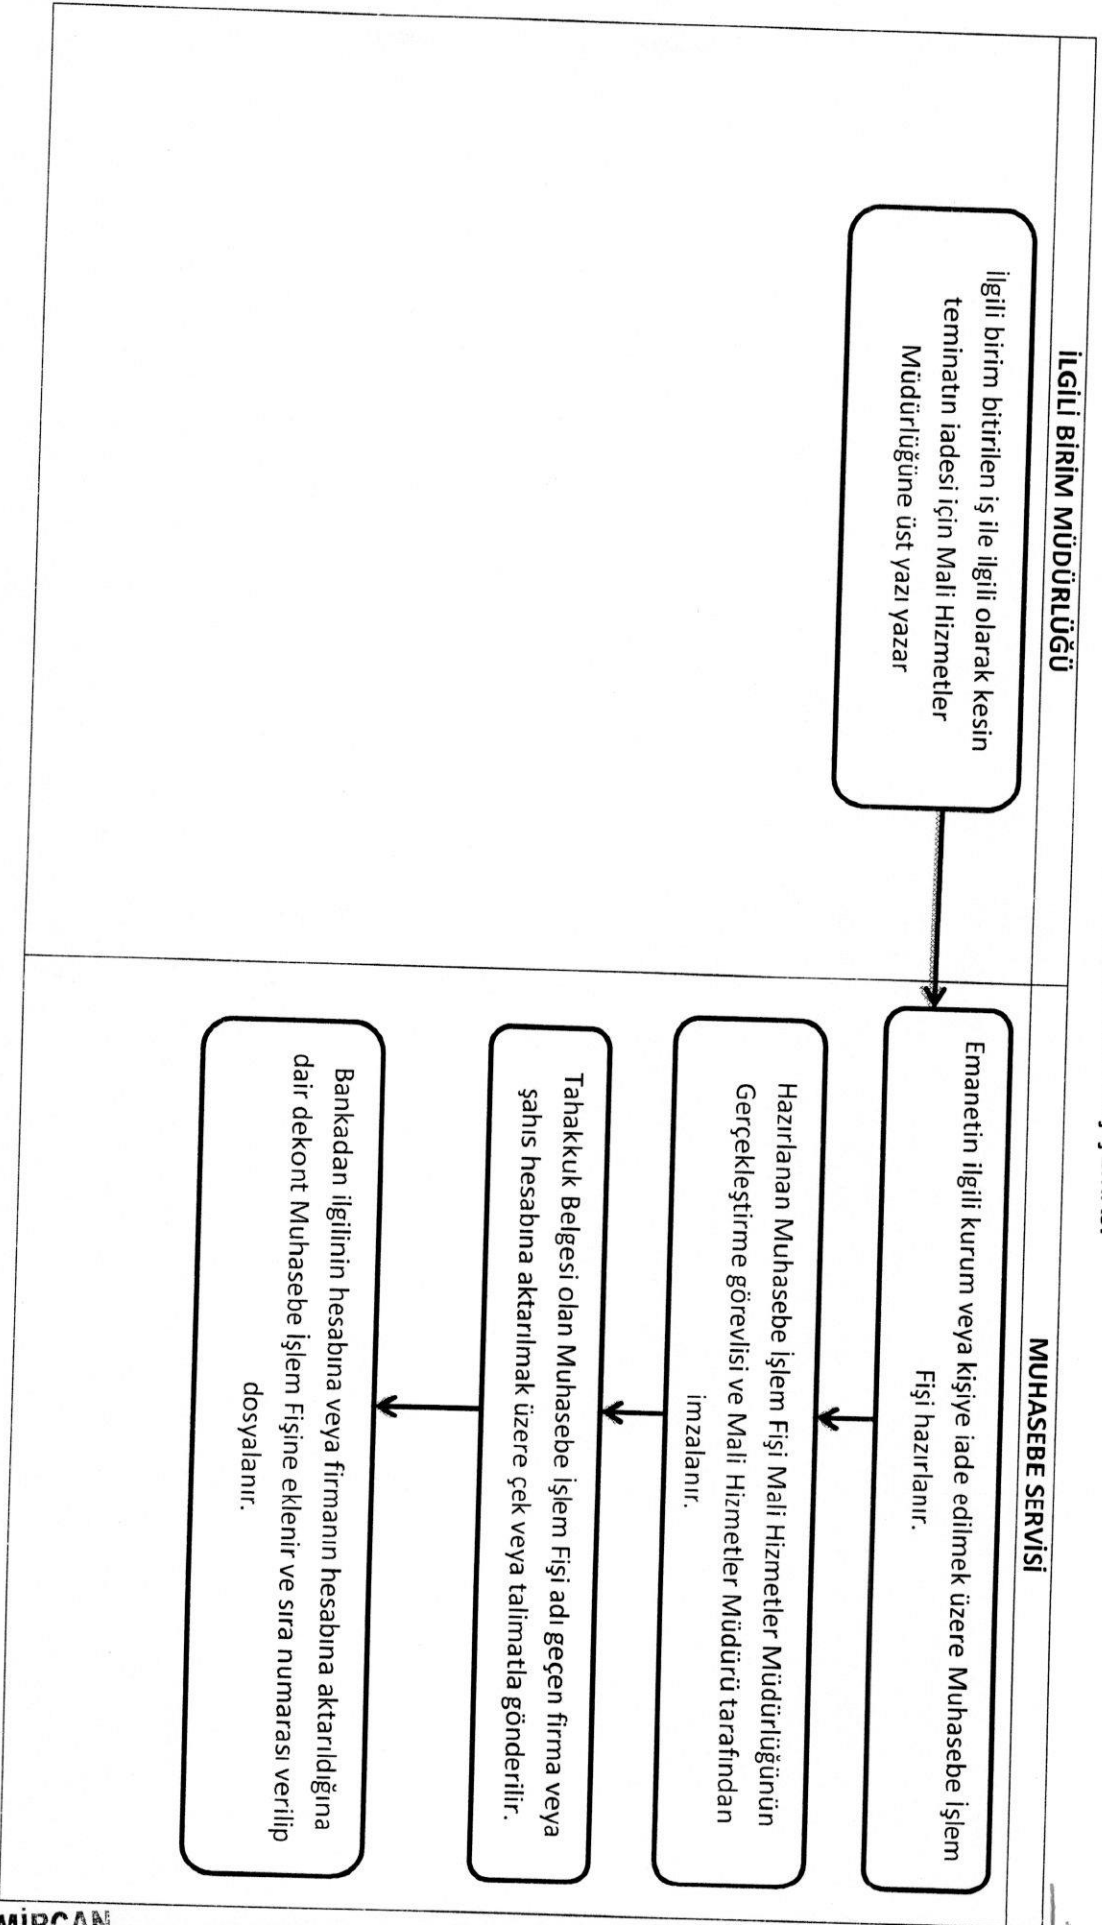 İLGİLİ BİRİM MÜDÜRLÜĞÜ
MUHASEBE SERVİSİ
İlgili birim bitirilen iş ile ilgili olarak kesin
teminatın iadesi için Mali Hizmetler
Müdürlüğüne üst yazı yazar
Emanetin ilgili kurum veya kişiye iade edilmek üzere Muhasebe İşlem
Fişi hazırlanır.
Hazırlanan Muhasebe İşlem Fişi Mali Hizmetler Müdürlüğünün
Gerçekleştirme görevlisi ve Mali Hizmetler Müdürü tarafından
imzalanır.
Tahakkuk Belgesi olan Muhasebe İşlem Fişi adı geçen firma veya
şahıs hesabına aktarılmak üzere çek veya talimatla gönderilir.
Bankadan ilgilinin hesabına veya firmanın hesabına aktarıldığına
dair dekont Muhasebe İşlem Fişine eklenir ve sıra numarası verilip
dosyalanır.